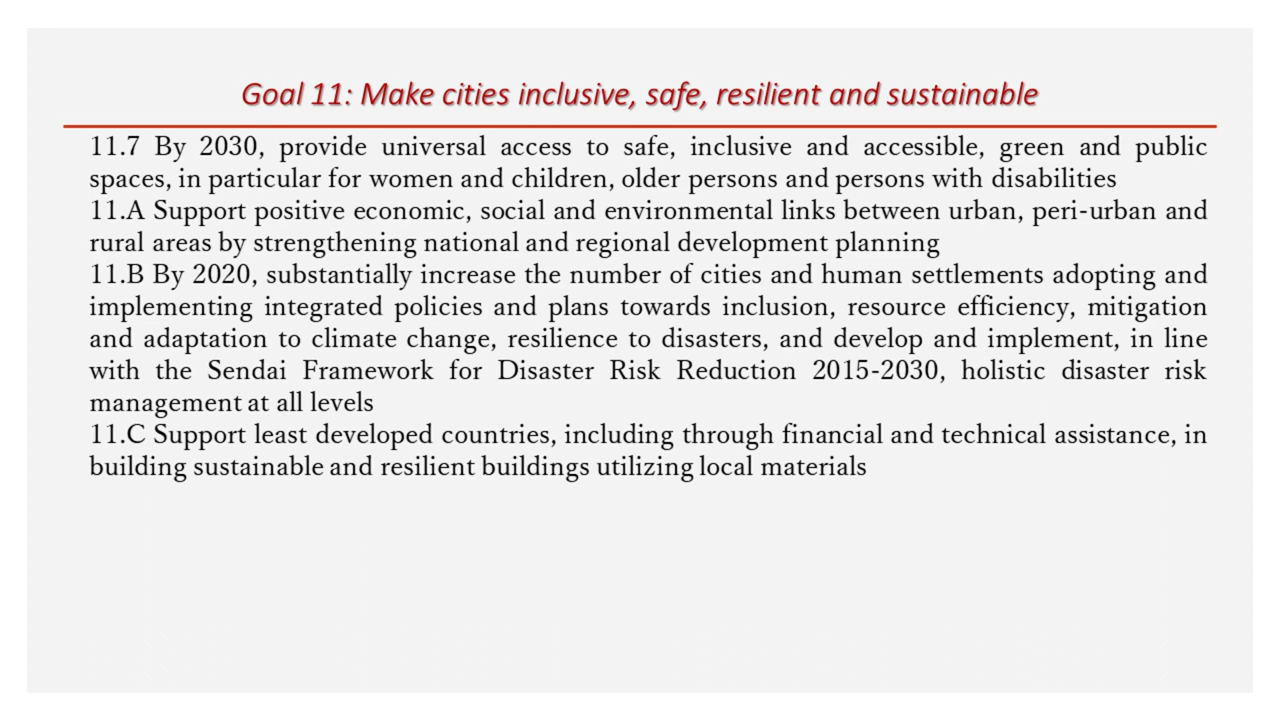 Goal 11: Make cities inclusive, safe, resilient and sustainable
11.7 By 2030, provide universal access to safe, inclusive and accessible, green and public
spaces, in particular for women and children, older persons and persons with disabilities
11.A Support positive economic, social and environmental links between urban, peri-urban and
rural areas by strengthening national and regional development planning
11.B By 2020, substantially increase the number of cities and human settlements adopting and
implementing integrated policies and plans towards inclusion, resource efficiency, mitigation
and adaptation to climate change, resilience to disasters, and develop and implement, in line
with the Sendai Framework for Disaster Risk Reduction 2015-2030, holistic disaster risk
management at all levels
11.C Support least developed countries, including through financial and technical assistance, in
building sustainable and resilient buildings utilizing local materials